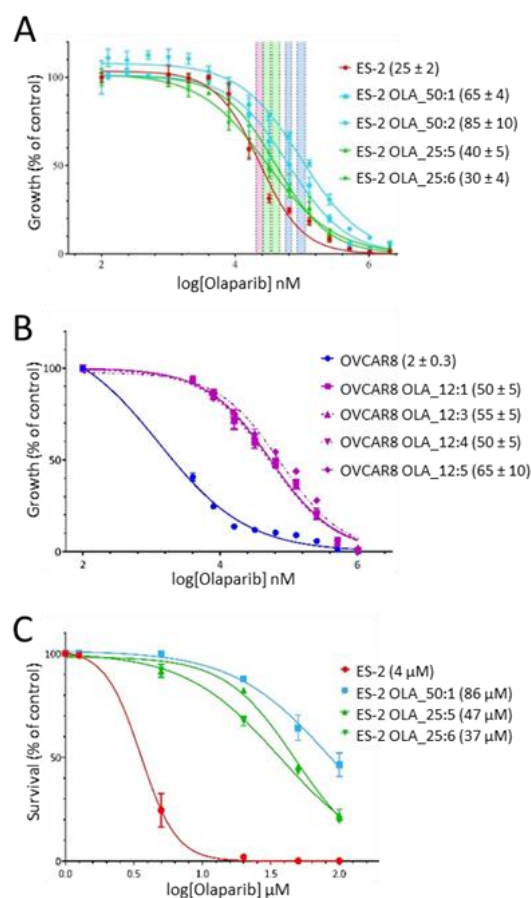 A
100
50
0
Growth (% of control)
2
4
6
log[Olaparib] nM
ES-2 (25 ± 2)
ES-2 OLA_50:1 (65 ± 4)
ES-2 OLA_50:2 (85 ± 10)
ES-2 OLA_25:5 (40 ± 5)
ES-2 OLA_25:6 (30 ± 4)
B
100
50
0
Growth (% of control)
2
3
4
5
6
log[Olaparib] nM
OVCAR8 (2 ± 0.3)
OVCAR8 OLA_12:1 (50 ± 5)
OVCAR8 OLA_12:3 (55 ± 5)
OVCAR8 OLA_12:4 (50 ± 5)
OVCAR8 OLA_12:5 (65 ± 10)
C
100
50
0
Survival (% of control)
0.0
0.5
1.0
1.5
2.0
log[Olaparib] µM
ES-2 (4 µM)
ES-2 OLA_50:1 (86 µM)
ES-2 OLA_25:5 (47 µM)
ES-2 OLA_25:6 (37 µM)